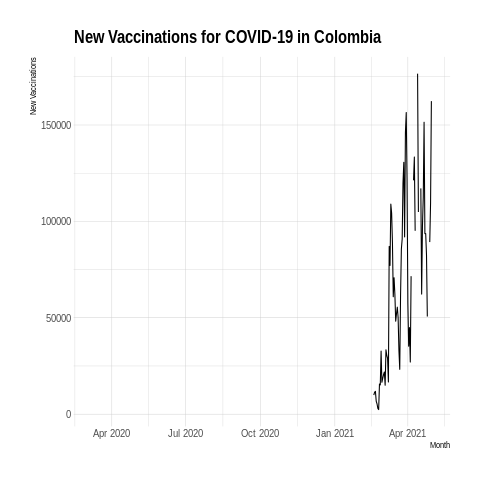 New Vaccinations for COVID-19 in Colombia
New Vaccinations
150000
100000
50000
0
Apr 2020 Jul 2020 Oct 2020 Jan 2021 Apr 2021
Month